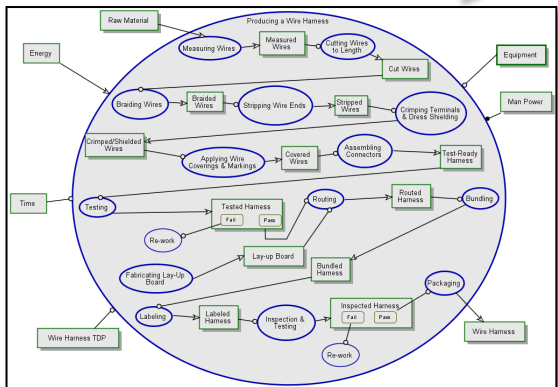 Producing a Wire Harness
Raw Material
Energy
Measuring Wires
Measured
Wires
Cutting Wires
to Length
Equipment
Cut Wires
Braiding Wires
Braided
Wires
Stripping Wire Ends
Stripped
Wires
Crimping Terminals
& Dress Shielding
Man Power
Crimped/Shielded
Wires
Applying Wire
Coverings & Markings
Covered
Wires
Assembling
Connectors
Test-Ready
Harness
Time
Testing
Tested Harness
Fail
Pass
Routing
Routed
Harness
Bundling
Re-work
Lay-up Board
Fabricating Lay-Up
Board
Bundled
Harness
Packaging
Labeling
Labeled
Harness
Inspection &
Testing
Inspected Harness
Fail
Pass
Wire Harness TDP
Re-work
Wire Harness